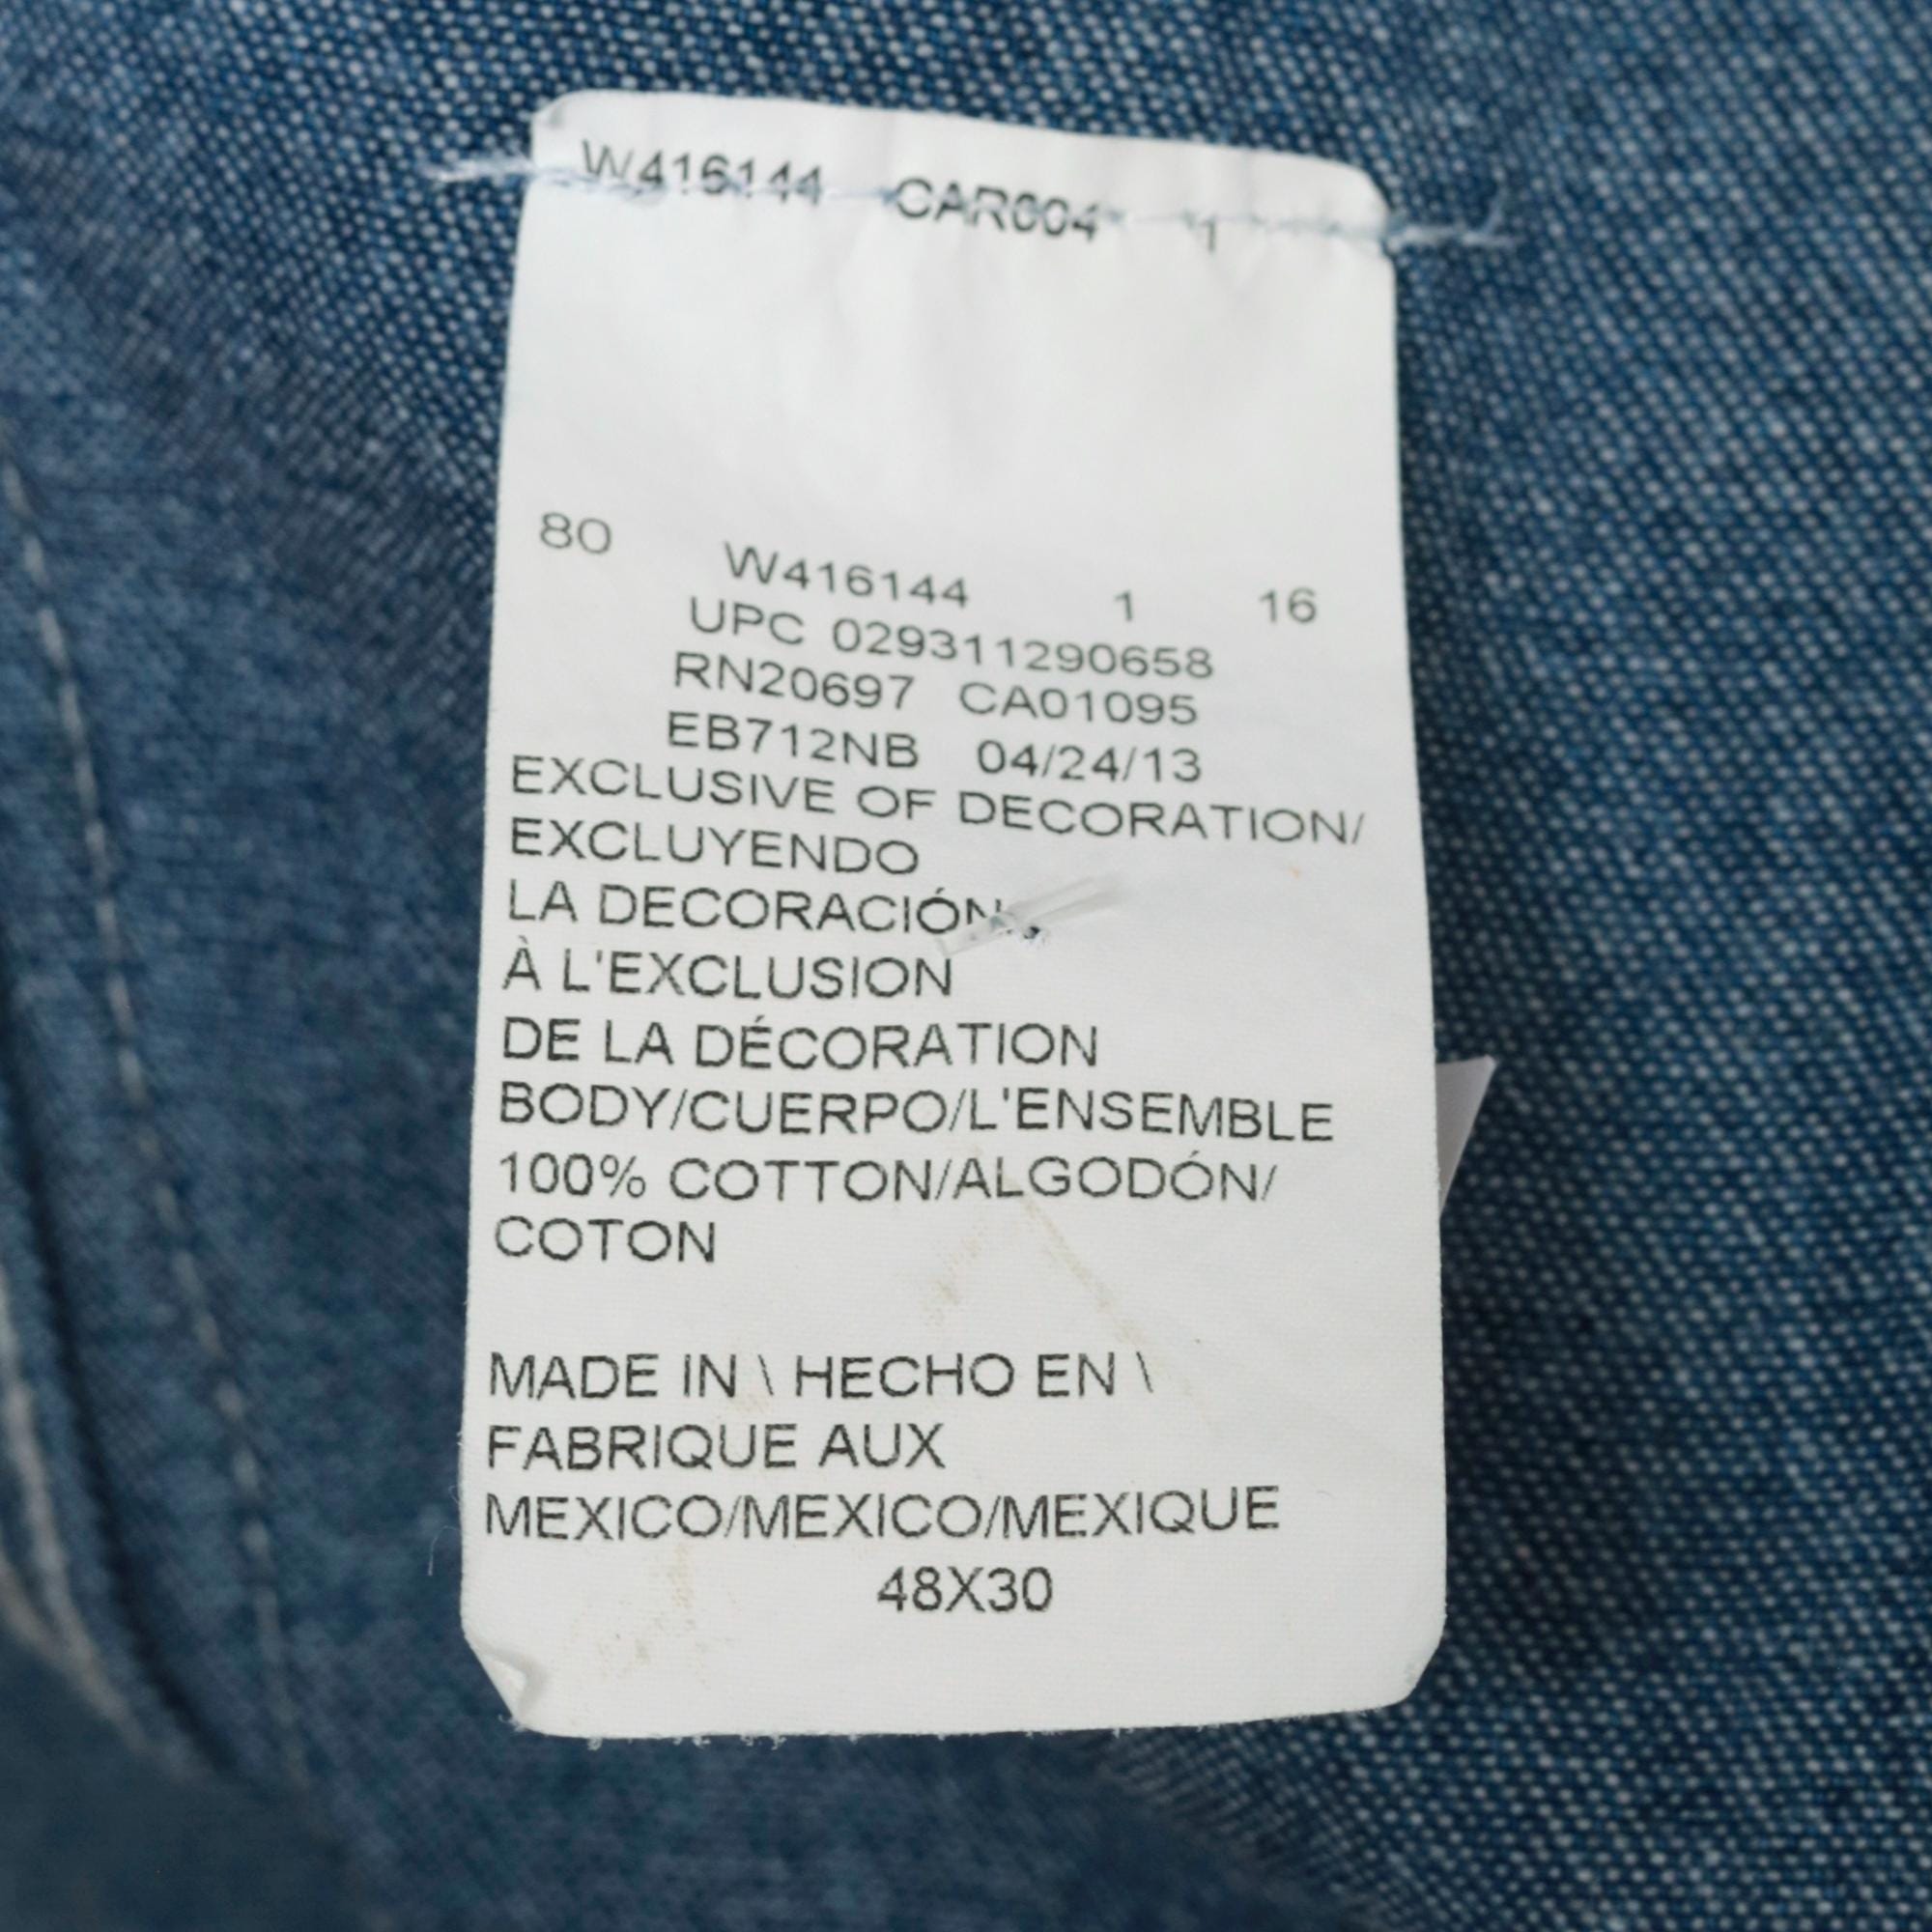 W416144 CAR004 1
80 W416144 1 16
UPC 029311290658
RN20697 CA01095
EB712NB 04/24/13
EXCLUSIVE OF DECORATION/
EXCLUYENDO
LA DECORACIÓN
À L'EXCLUSION
DE LA DÉCORATION
BODY/CUERPO/L'ENSEMBLE
100% COTTON/ALGODÓN/
COTON
MADE IN \ HECHO EN \
FABRIQUE AUX
MEXICO/MEXICO/MEXIQUE
48X30